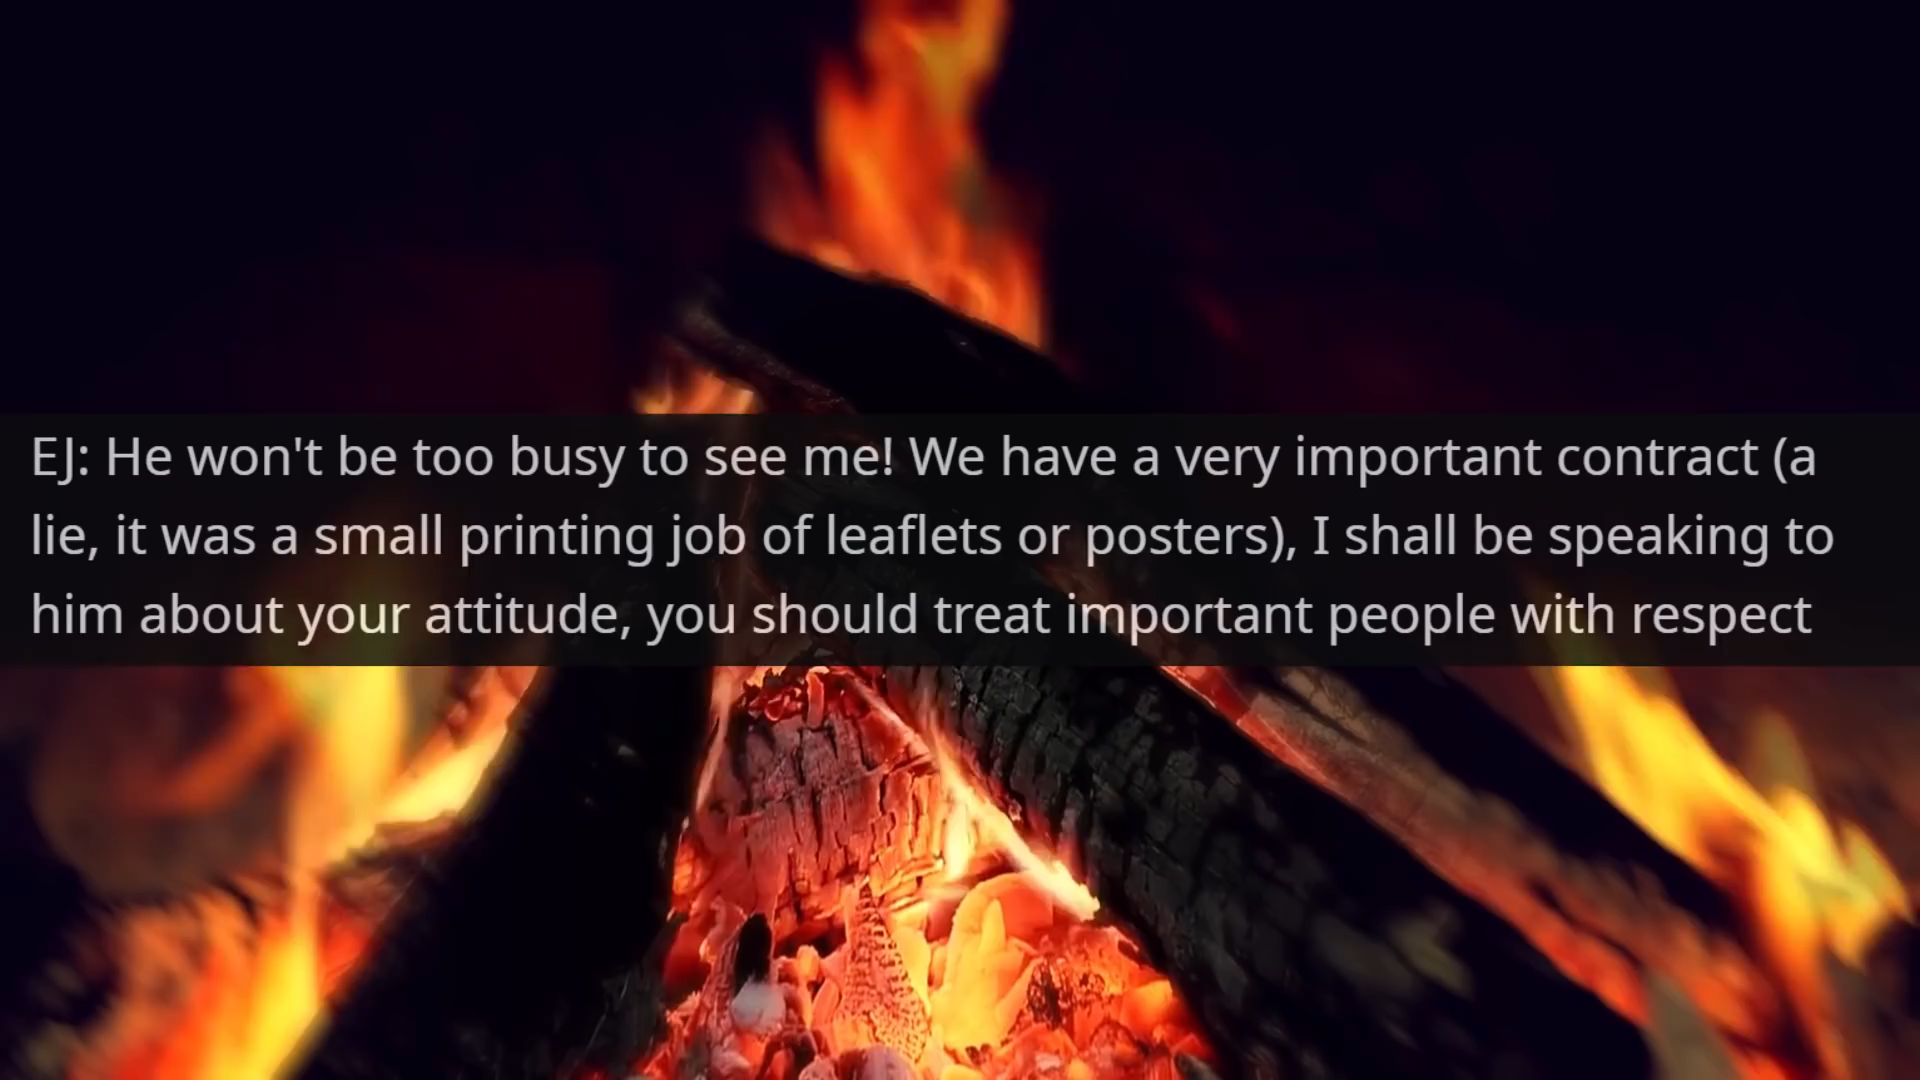 EJ: He won't be too busy to see me! We have a very important contract (a
lie, it was a small printing job of leaflets or posters), I shall be speaking to
him about your attitude, you should treat important people with respect